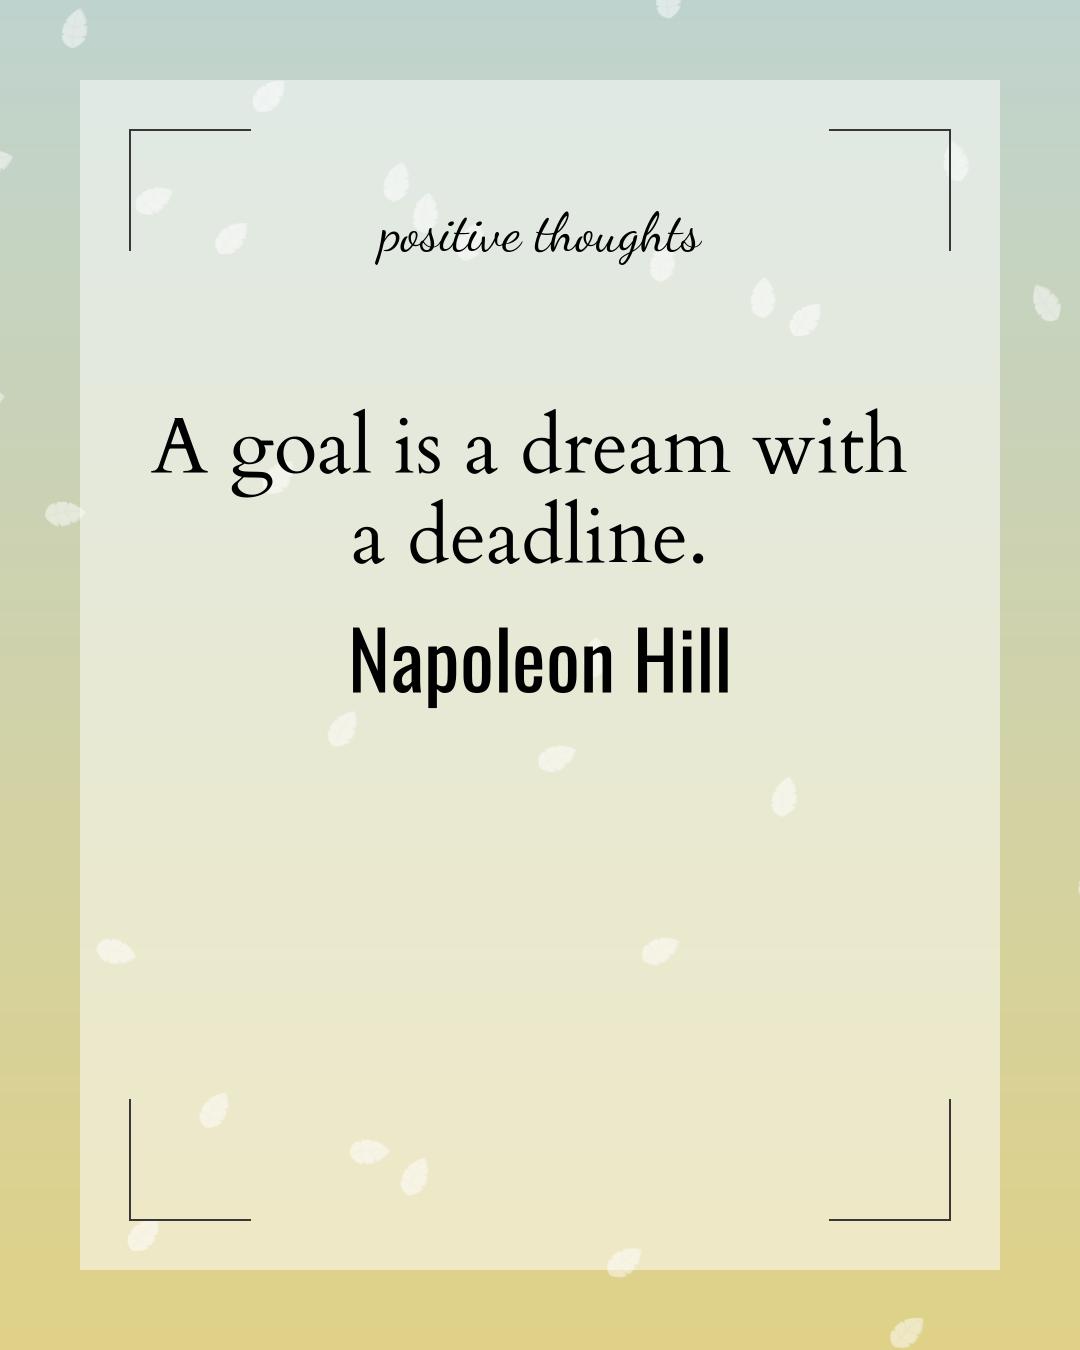 positive thoughts
A goal is a dream with
a deadline.
Napoleon Hill